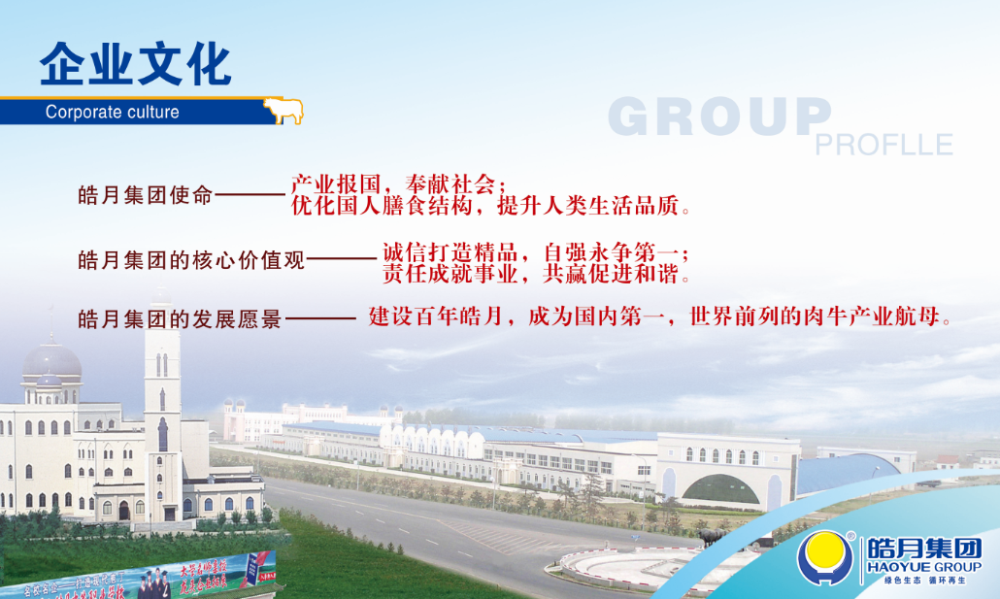 企业文化
Corporate culture
GROUP
PROFLLE
皓月集团使命
产业报国，奉献社会；
优化国人膳食结构，提升人类生活品质。
皓月集团的核心价值观
诚信打造精品，自强永争第一；
责任成就事业，共赢促进和谐。
皓月集团的发展愿景
建设百年皓月，成为国内第一，世界前列的肉牛产业航母。
®
皓月集团
HAOYUE GROUP
绿色生态 循环再生